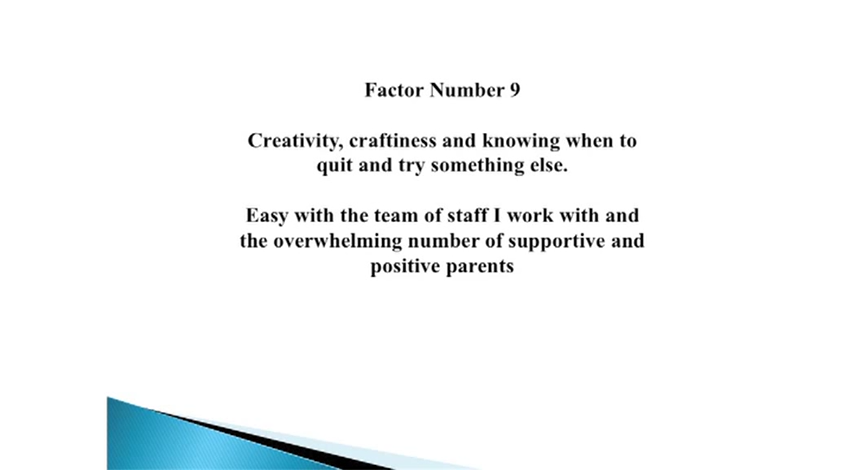 Factor Number 9
Creativity, craftiness and knowing when to
quit and try something else.
Easy with the team of staff I work with and
the overwhelming number of supportive and
positive parents